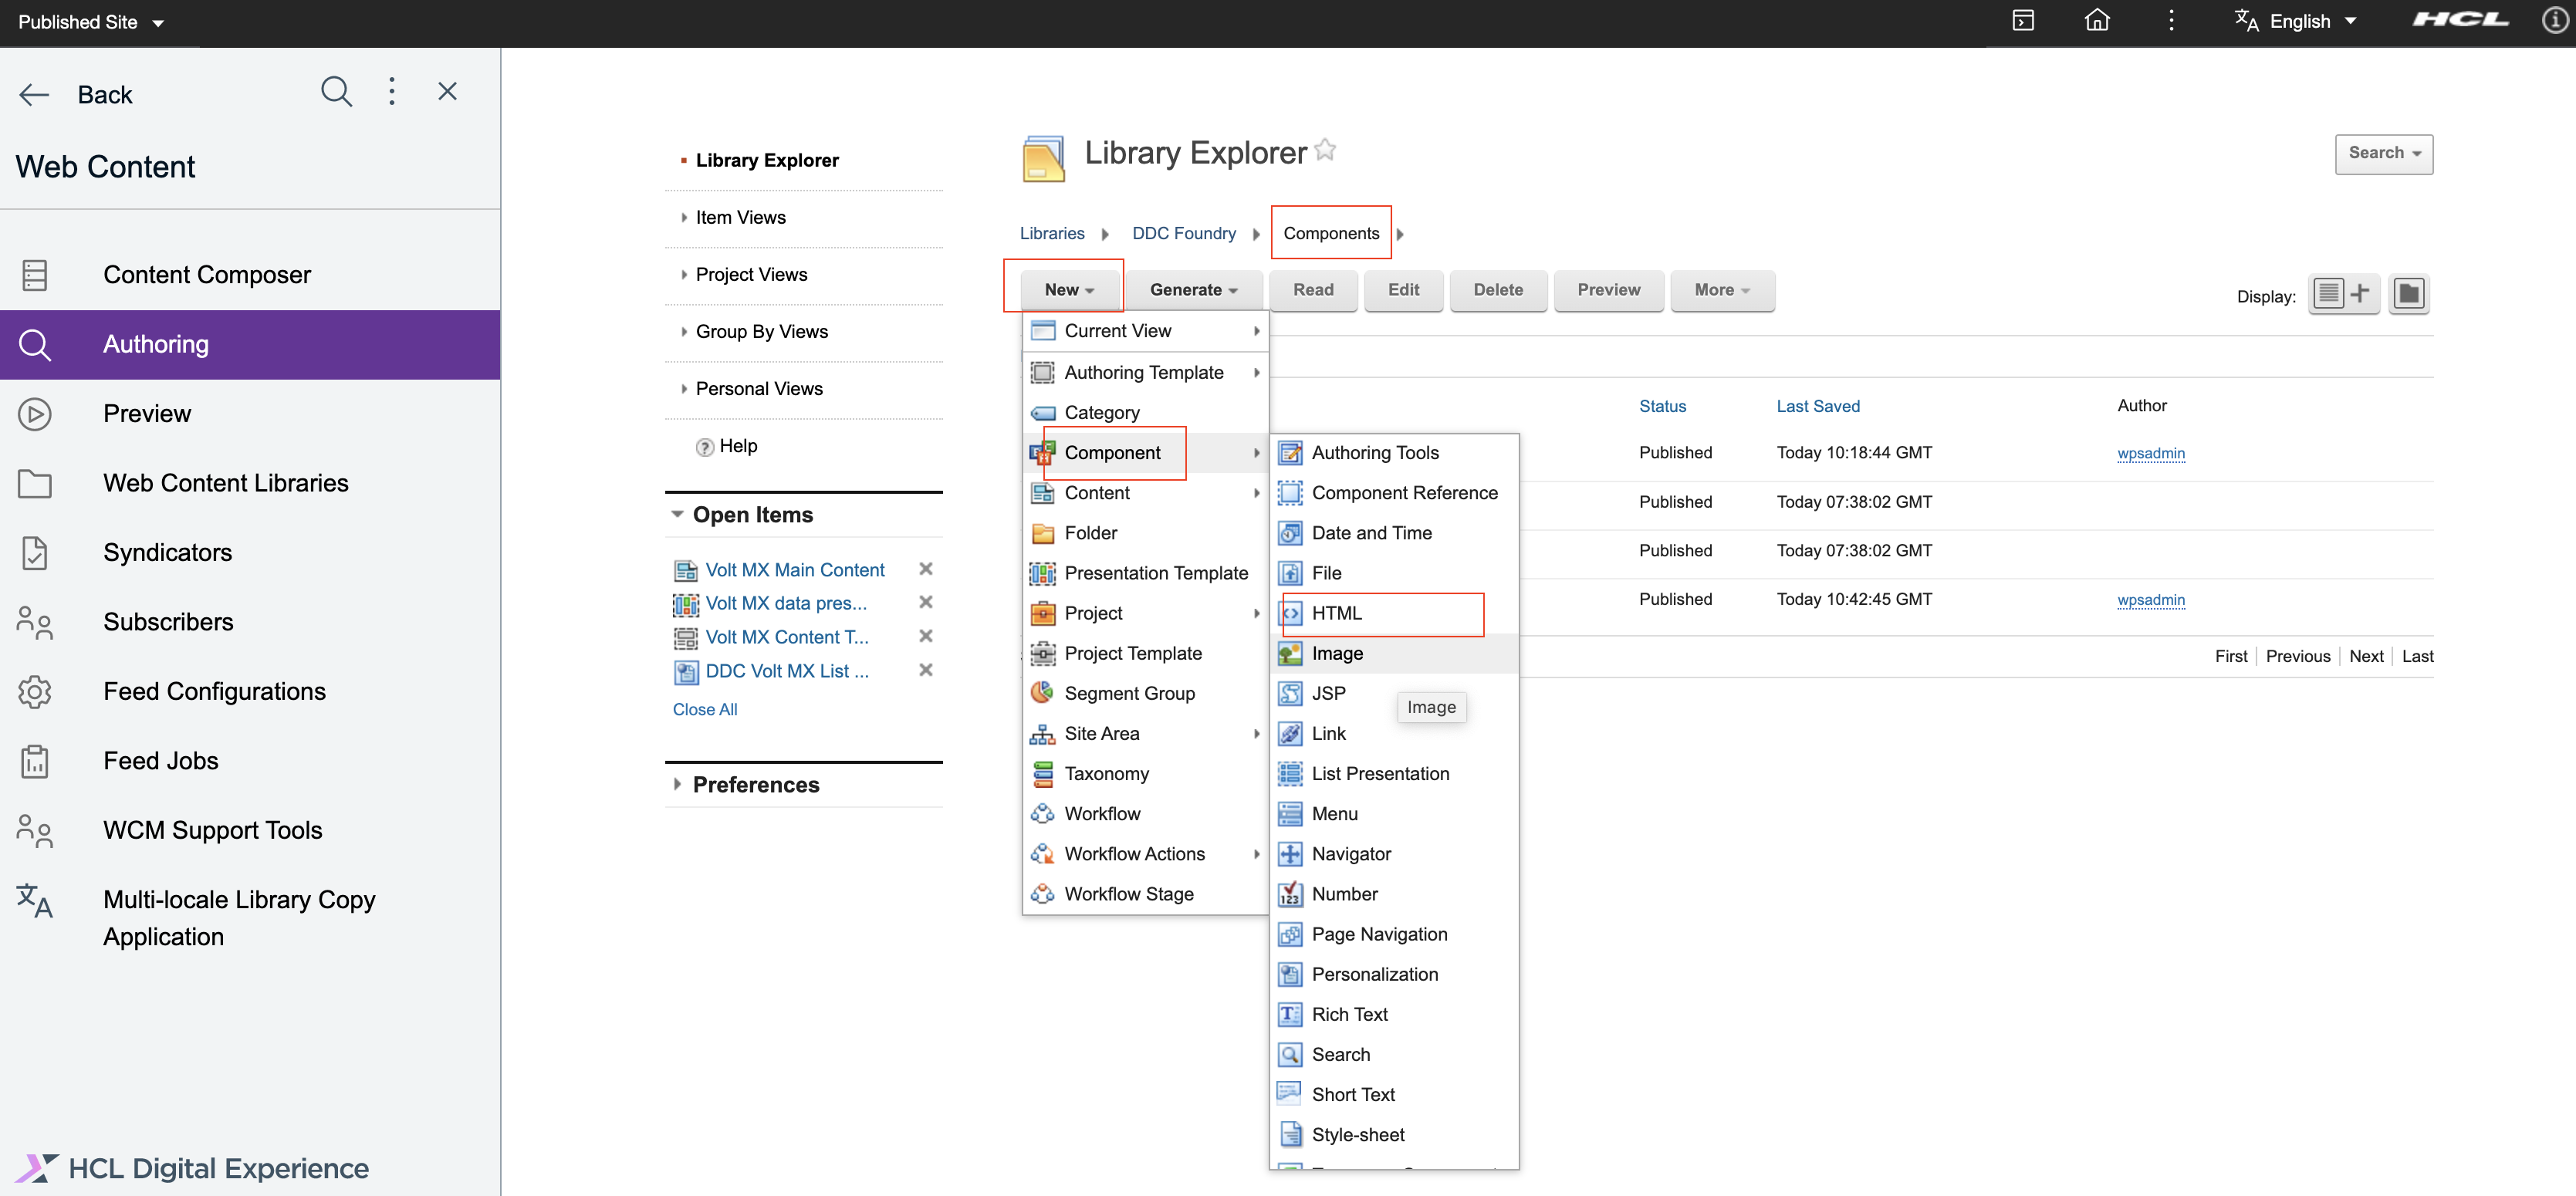 Published Site
English
HCL
Back
Web Content
Content Composer
Authoring
Preview
Web Content Libraries
Syndicators
Subscribers
Feed Configurations
Feed Jobs
WCM Support Tools
Multi-locale Library Copy
Application
HCL Digital Experience
Library Explorer
Item Views
Project Views
Group By Views
Personal Views
? Help
Open Items
Volt MX Main Content
Volt MX data pres...
Volt MX Content T...
DDC Volt MX List ...
Close All
Preferences
Library Explorer
Search
Libraries
DDC Foundry
Components
New
Generate
Read
Edit
Delete
Preview
More
Display:
Current View
Authoring Template
Category
Component
Content
Folder
Presentation Template
Project
Project Template
Segment Group
Site Area
Taxonomy
Workflow
Workflow Actions
Workflow Stage
Authoring Tools
Component Reference
Date and Time
File
HTML
Image
JSP
Image
Link
List Presentation
Menu
Navigator
Number
Page Navigation
Personalization
Rich Text
Search
Short Text
Style-sheet
Status Last Saved Author
Published Today 10:18:44 GMT wpsadmin
Published Today 07:38:02 GMT
Published Today 07:38:02 GMT
Published Today 10:42:45 GMT wpsadmin
First Previous Next Last